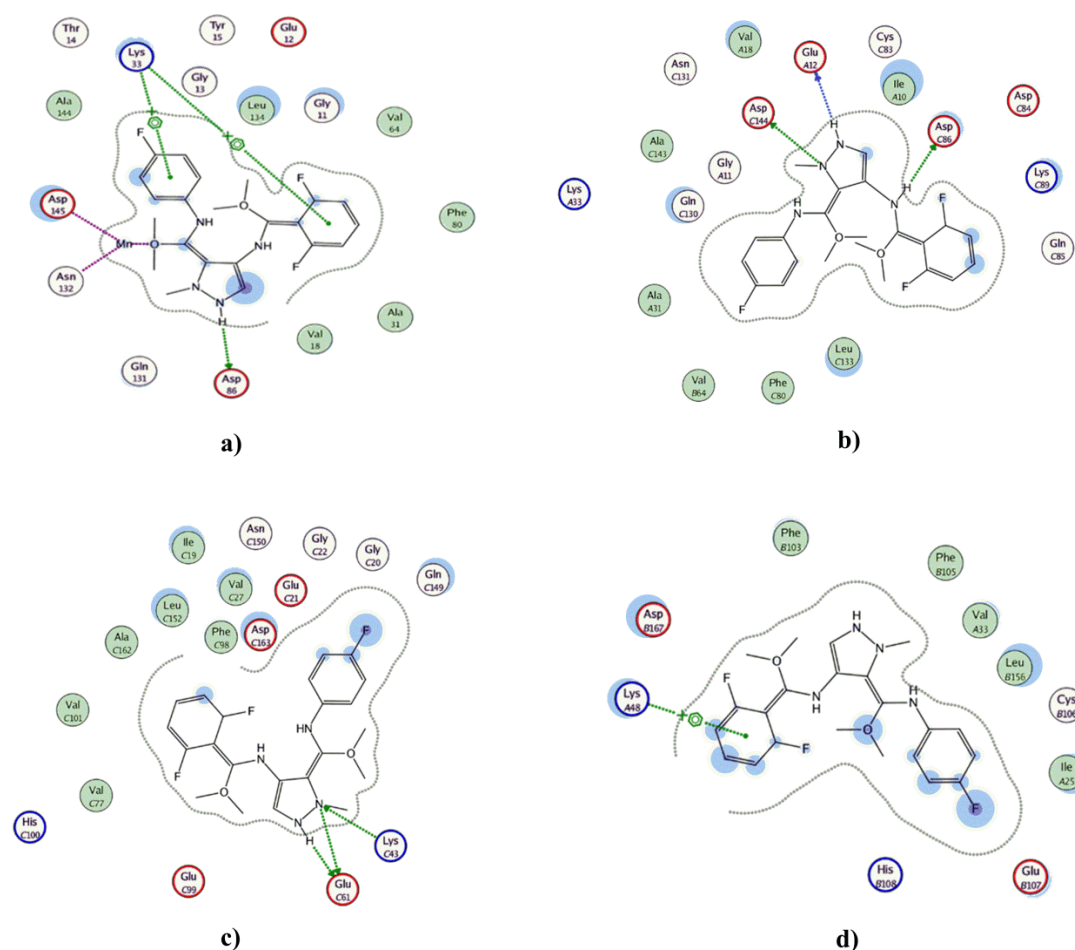 Thr
14
Lys
33
Tyr
15
Glu
12
Gly
13
Ala
144
Leu
134
Gly
11
Val
64
F
F
Asp
145
NH
Phe
80
Mn
O
O
NH
F
Asn
132
N
N
H
Ala
31
Val
18
Gln
131
Asp
86
a)
Val
A18
Glu
A12
Cys
C83
Asn
C131
Ile
A10
Asp
C84
Asp
C144
H
N
Asp
C86
Ala
C143
Gly
A11
N
Lys
C89
Lys
A33
Gln
C130
H
N
H
N
F
O
O
Gln
C85
F
F
Ala
A31
Leu
C133
Val
B64
Phe
C80
b)
Asn
C150
Gly
C22
Gly
C20
Ile
C19
Gln
C149
Val
C27
Glu
C21
Leu
C152
Phe
C98
Asp
C163
F
Ala
C162
Val
C101
F
NH
H
N
O
F
O
Val
C77
N
N
H
His
C100
Lys
C43
Glu
C99
Glu
C61
c)
Phe
B103
Phe
B105
Asp
B167
Val
A33
NH
N
O
Leu
B156
F
Lys
A48
N
H
H
N
Cys
B106
O
F
Ile
A25
F
His
B108
Glu
B107
d)